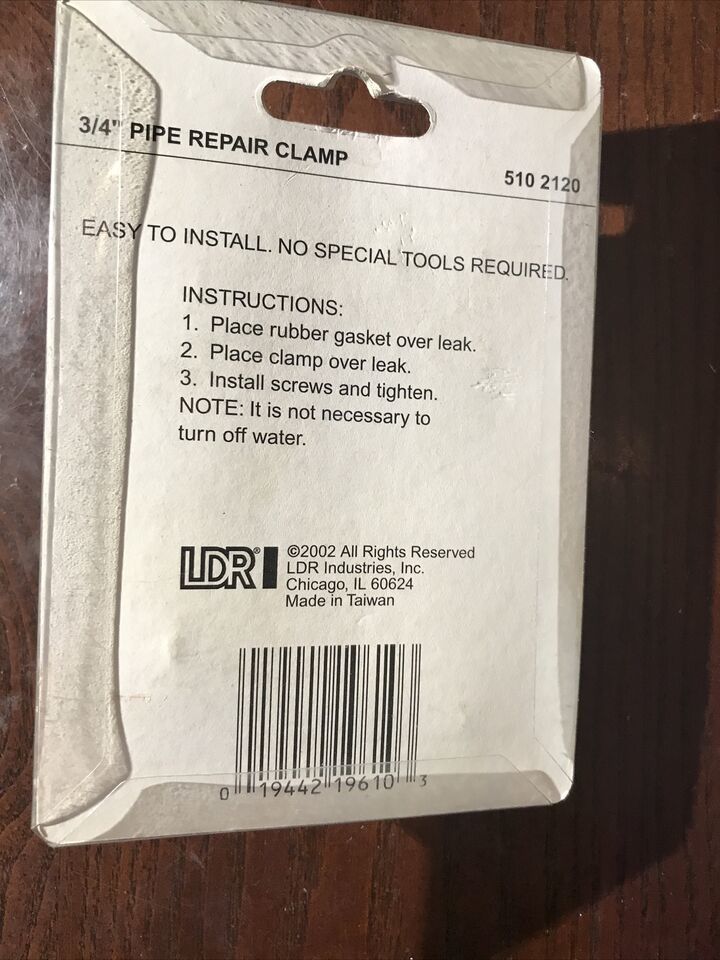 3/4" PIPE REPAIR CLAMP
510 2120
EASY TO INSTALL. NO SPECIAL TOOLS REQUIRED.
INSTRUCTIONS:
1. Place rubber gasket over leak.
2. Place clamp over leak.
3. Install screws and tighten.
NOTE: It is not necessary to
turn off water.
LDR®
©2002 All Rights Reserved
LDR Industries, Inc.
Chicago, IL 60624
Made in Taiwan
0 19442 19610 3